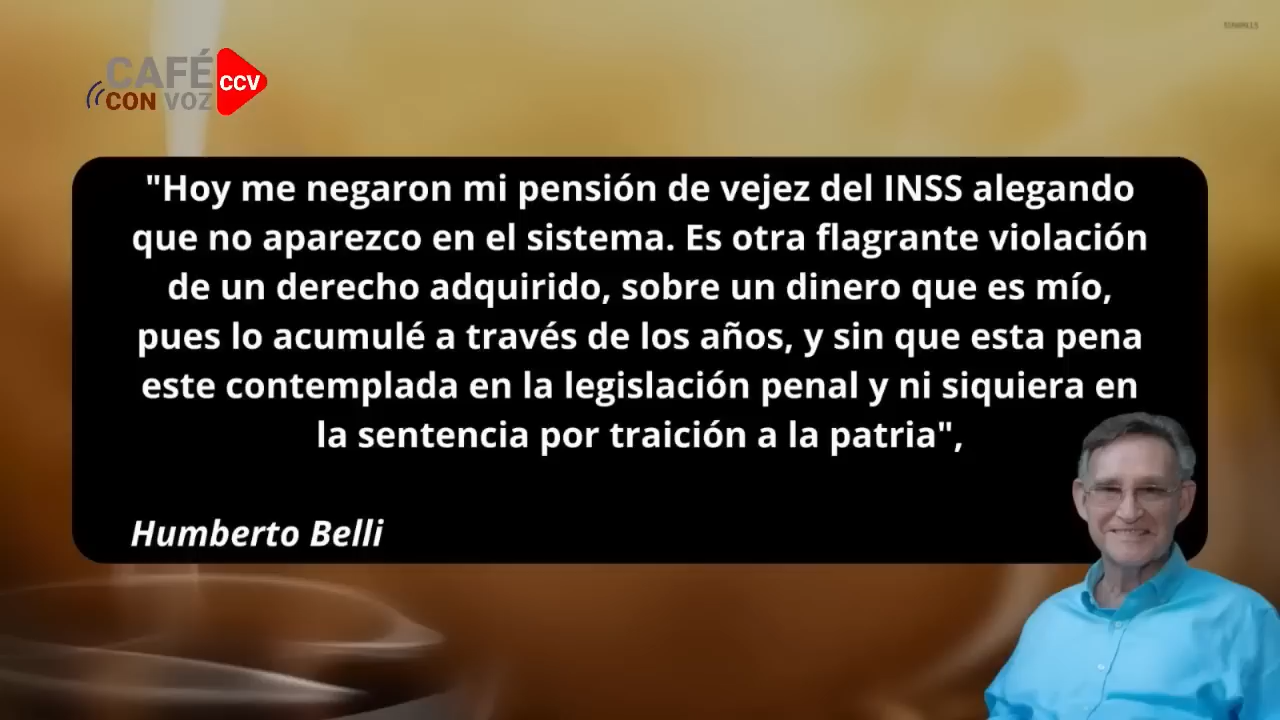 CAFÉ
CON VOZ
CCV
"Hoy me negaron mi pensión de vejez del INSS alegando
que no aparezco en el sistema. Es otra flagrante violación
de un derecho adquirido, sobre un dinero que es mío,
pues lo acumulé a través de los años, y sin que esta pena
este contemplada en la legislación penal y ni siquiera en
la sentencia por traición a la patria",
Humberto Belli